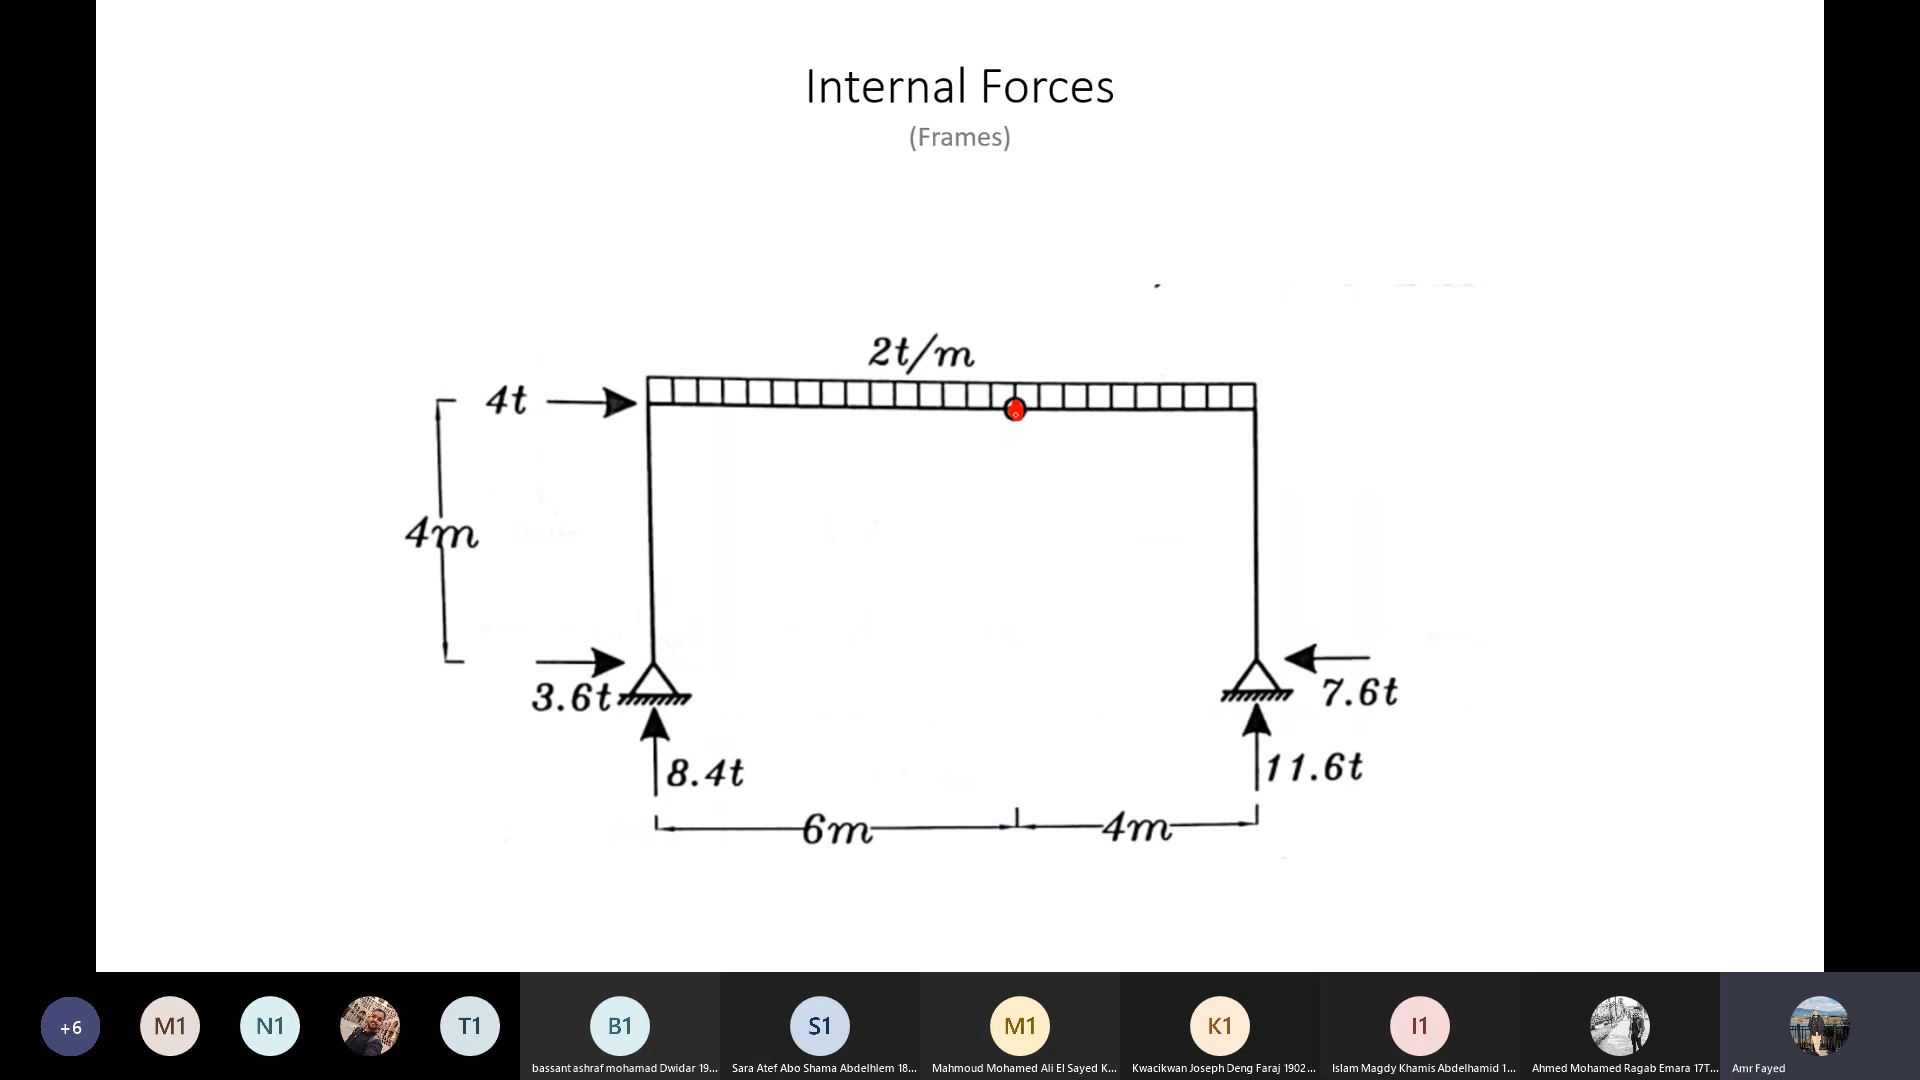 Internal Forces
(Frames)
2t/m
4t
4m
3.6t
7.6t
8.4t
11.6t
6m
4m
+6
M1
N1
T1
B1
S1
M1
K1
I1
bassant ashraf mohamad Dwidar 19...
Sara Atef Abo Shama Abdelhlem 18...
Mahmoud Mohamed Ali El Sayed K...
Kwacikwan Joseph Deng Faraj 1902...
Islam Magdy Khamis Abdelhamid 1...
Ahmed Mohamed Ragab Emara 17T...
Amr Fayed